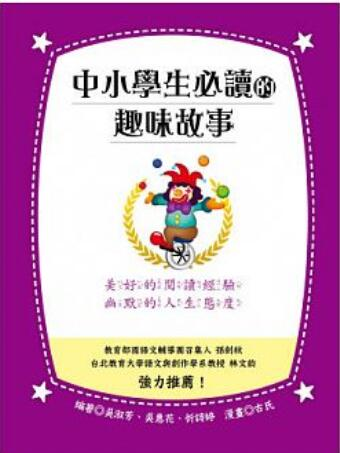 中小學生必讀的
趣味故事
美好的閱讀經驗
幽默的人生態度
教育部國語文輔導團召集人 孫劍秋
台北教育大學語文與創作學系教授 林文韵
強力推薦！
編著◎吳淑芳、吳惠花、忻詩婷 漫畫◎古氏